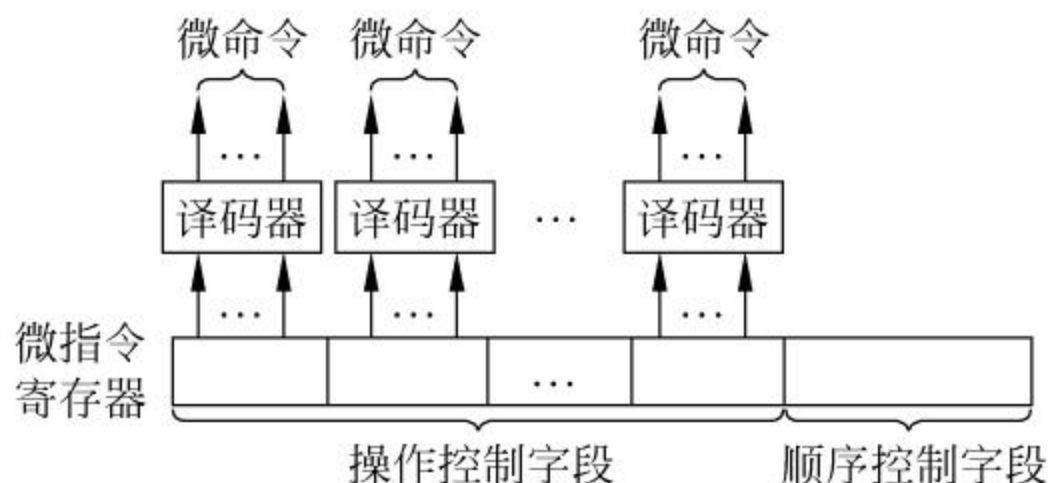 微命令 微命令 微命令
… … …
译码器 译码器 … 译码器
… … …
微指令
寄存器
…
操作控制字段 顺序控制字段